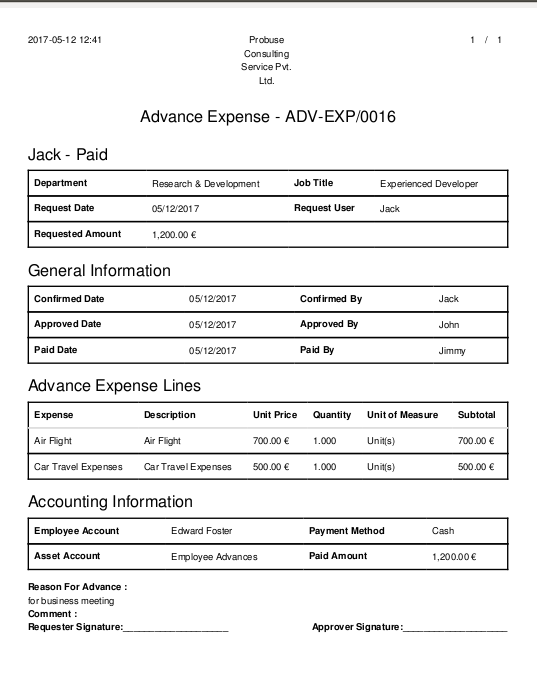 2017-05-12 12:41 Probuse 1 / 1
Consulting
Service Pvt.
Ltd.
Advance Expense - ADV-EXP/0016
Jack - Paid
Department Research & Development Job Title Experienced Developer
Request Date 05/12/2017 Request User Jack
Requested Amount 1,200.00 €
General Information
Confirmed Date 05/12/2017 Confirmed By Jack
Approved Date 05/12/2017 Approved By John
Paid Date 05/12/2017 Paid By Jimmy
Advance Expense Lines
Expense Description Unit Price Quantity Unit of Measure Subtotal
Air Flight Air Flight 700.00 € 1.000 Unit(s) 700.00 €
Car Travel Expenses Car Travel Expenses 500.00 € 1.000 Unit(s) 500.00 €
Accounting Information
Employee Account Edward Foster Payment Method Cash
Asset Account Employee Advances Paid Amount 1,200.00 €
Reason For Advance :
for business meeting
Comment :
Requester Signature:____________________ Approver Signature:____________________